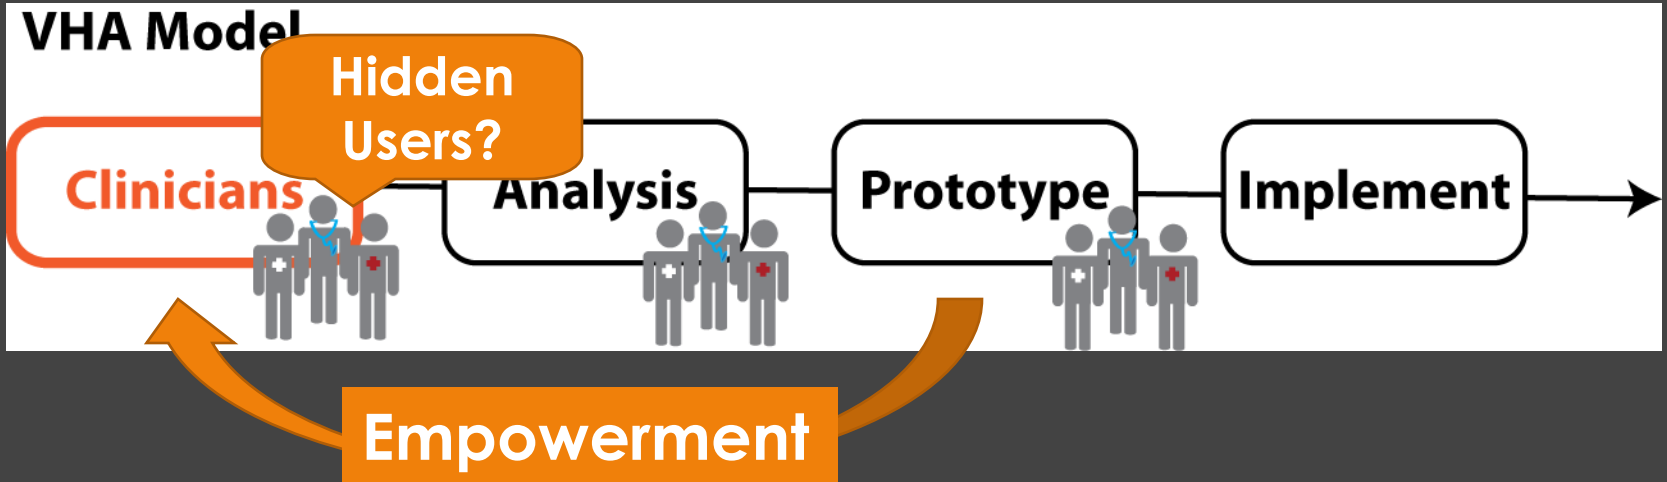 VHA Model
Hidden
Users?
Clinicians
Analysis
Prototype
Implement
Empowerment